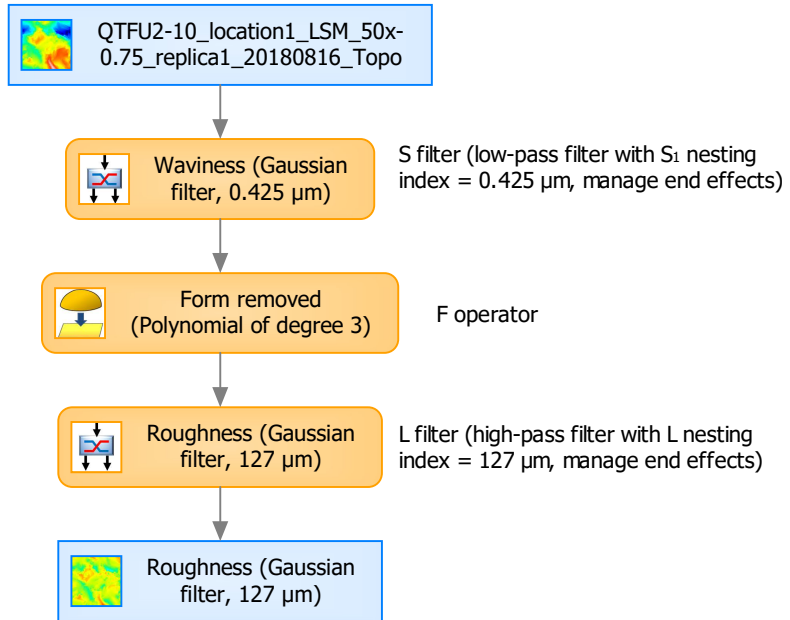 QTFU2-10_location1_LSM_50x-
0.75_replica1_20180816_Topo
Waviness (Gaussian
filter, 0.425 µm)
S filter (low-pass filter with S₁ nesting
index = 0.425 µm, manage end effects)
Form removed
(Polynomial of degree 3)
F operator
Roughness (Gaussian
filter, 127 µm)
L filter (high-pass filter with L nesting
index = 127 µm, manage end effects)
Roughness (Gaussian
filter, 127 µm)